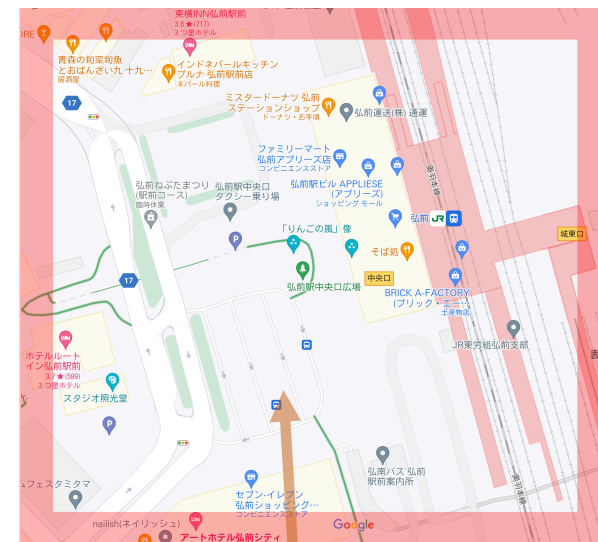 東横INN弘前駅前
3.8★(717)
3 つ星ホテル
RE
青森の旬菜旬魚
とおばんざい九 十九…
居酒屋
インドネパールキッチン
プルナ 弘前駅前店
ネパール料理
17
ミスタードーナツ 弘前
ステーションショップ
ドーナツ・お手頃
弘前運送(株) 通運
ファミリーマート
弘前アプリーズ店
コンビニエンスストア
奥羽本線
弘前駅ビル APPLIESE
(アプリーズ)
ショッピング モール
弘前ねぷたまつり
(駅前コース)
臨時休業
弘前駅中央口
タクシー乗り場
弘前 JR
P
「りんごの風」像
そば処
城東口
17
中央口
弘前駅中央口広場
BRICK A-FACTORY
(ブリック・エー…
土産物店
JR東労組弘前支部
ホテルルート
イン弘前駅前
3.7★(599)
3 つ星ホテル
表
スタジオ照光堂
P
弘南バス 弘前
駅前案内所
奥羽本線
ムフェスタミタマ
セブン-イレブン
弘前ショッピング…
コンビニエンスストア
nailish(ネイリッシュ)
Google
アートホテル弘前シティ